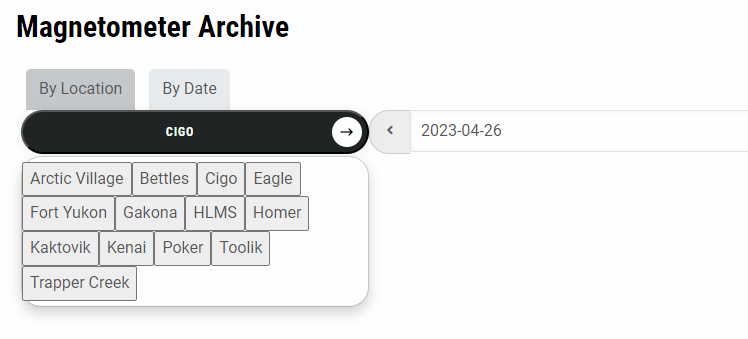 Magnetometer Archive
By Location By Date
CIGO → < 2023-04-26
Arctic Village Bettles Cigo Eagle
Fort Yukon Gakona HLMS Homer
Kaktovik Kenai Poker Toolik
Trapper Creek